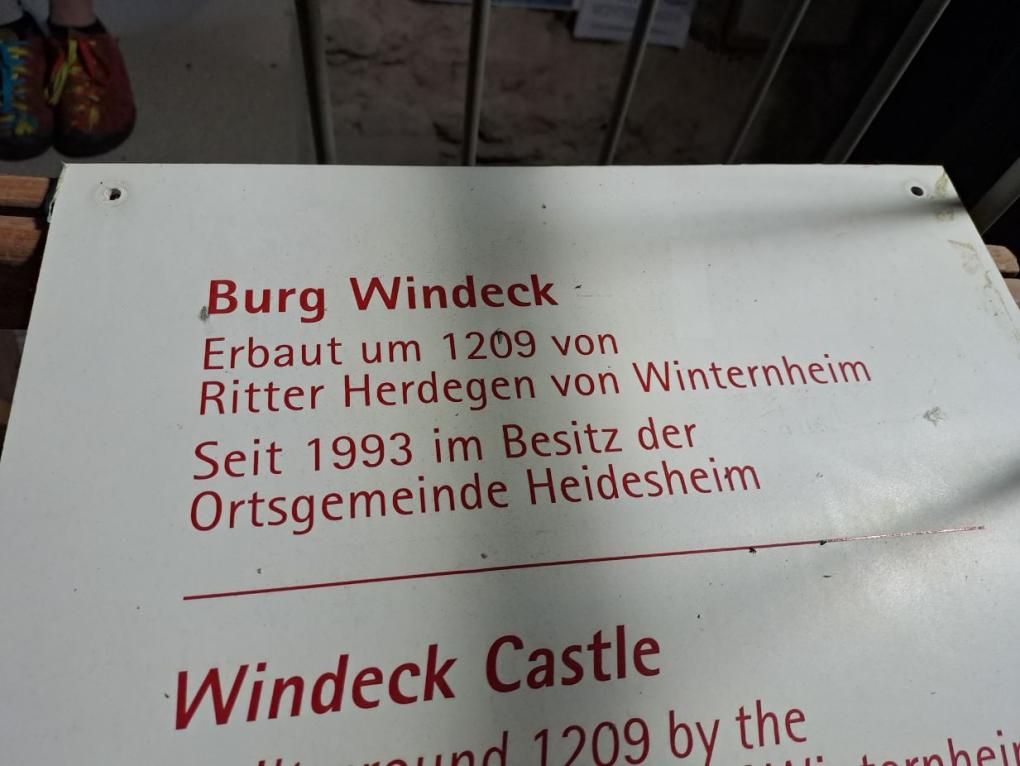 Burg Windeck
Erbaut um 1209 von
Ritter Herdegen von Winternheim
Seit 1993 im Besitz der
Ortsgemeinde Heidesheim
Windeck Castle
around 1209 by the